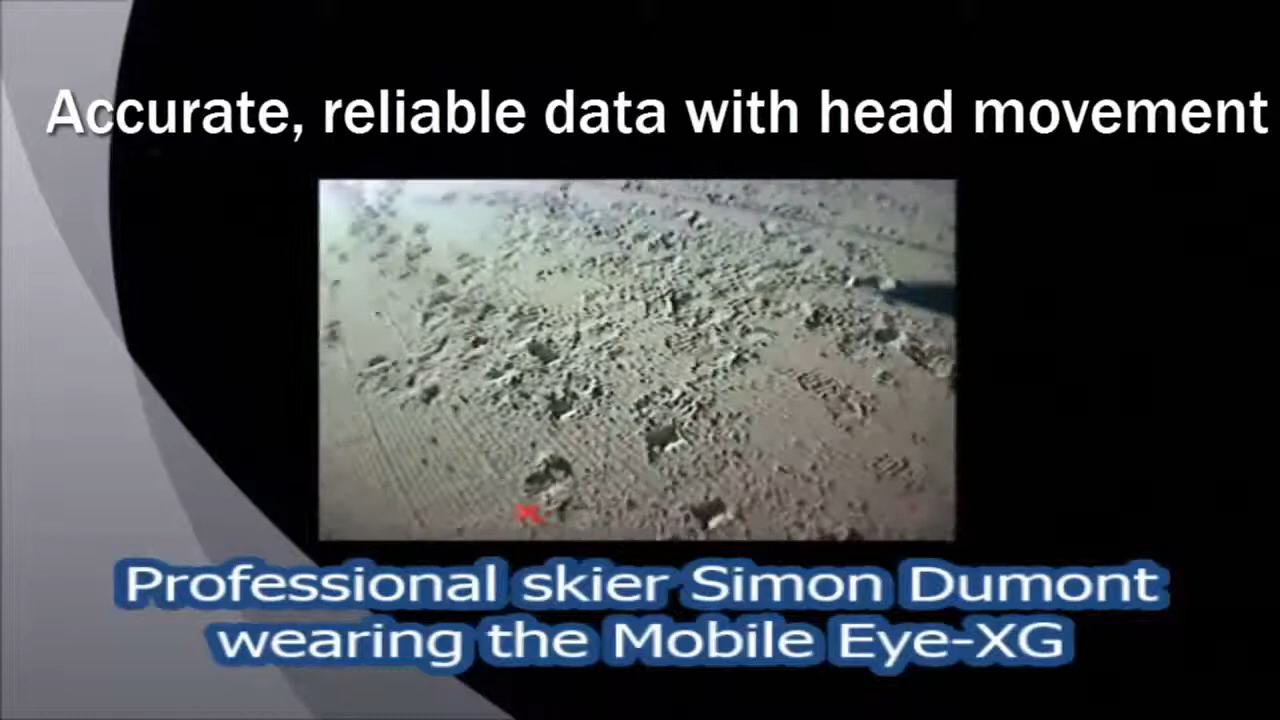 Accurate, reliable data with head movement
Professional skier Simon Dumont
wearing the Mobile Eye-XG